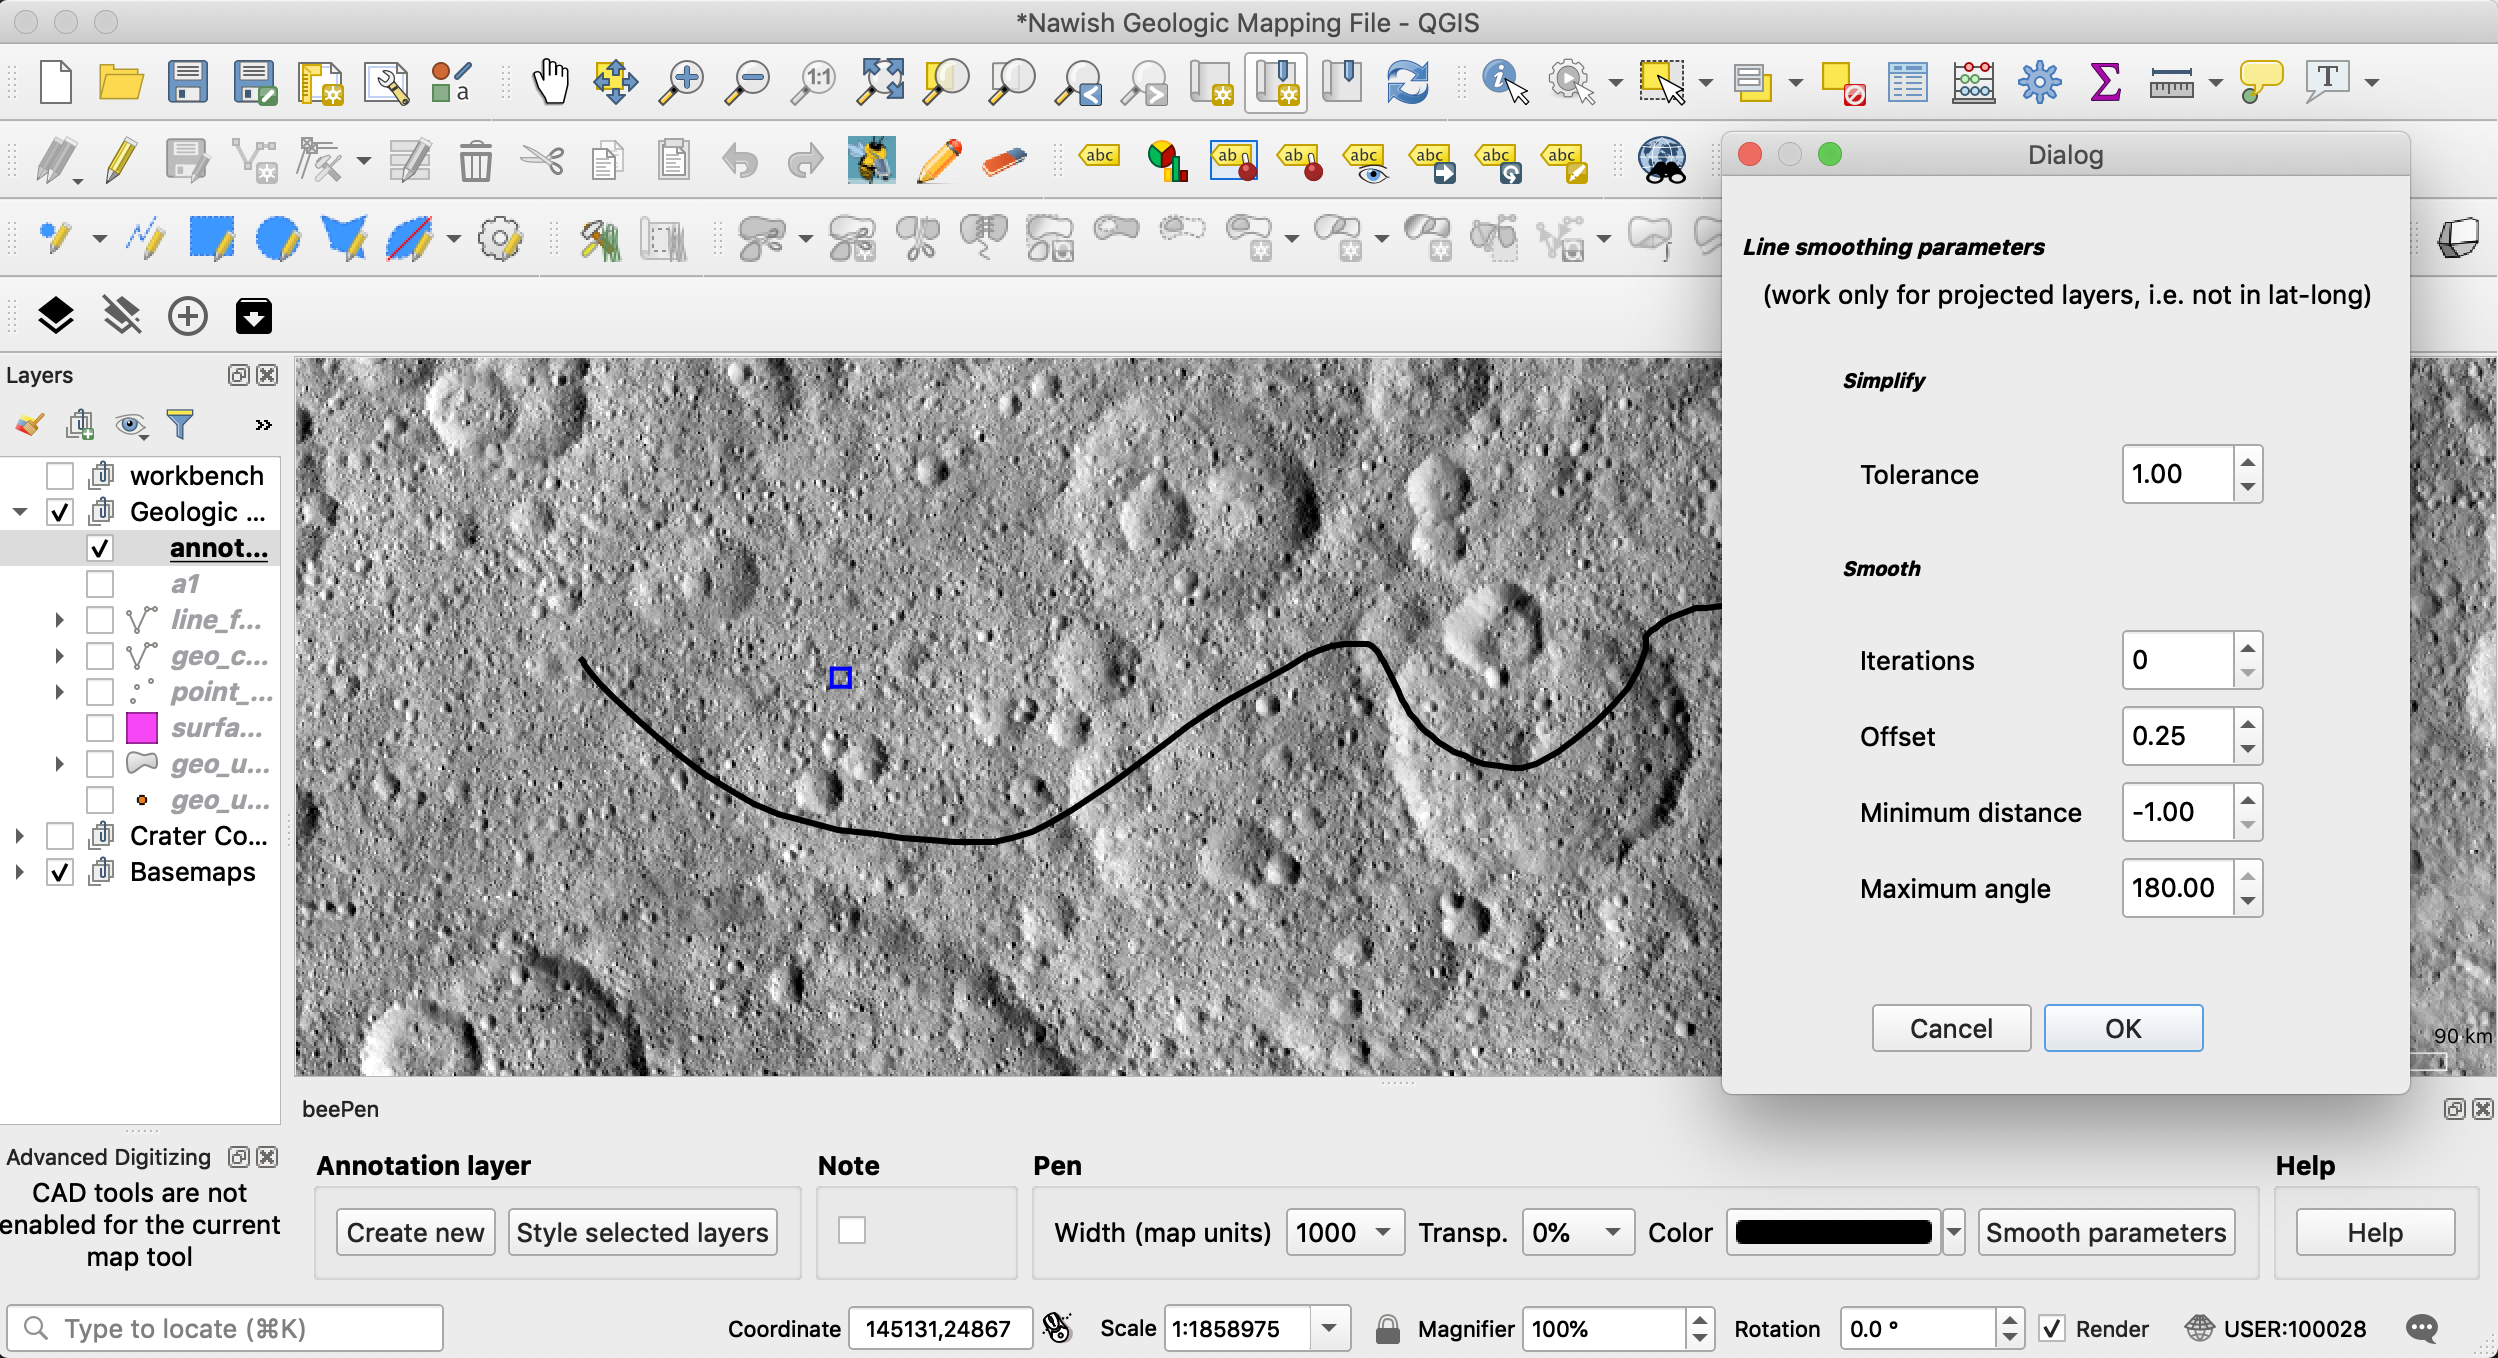 *Nawish Geologic Mapping File - QGIS
1:1
a
T
abc
ab
ab
abc
abc
abc
abc
Dialog
Line smoothing parameters
(work only for projected layers, i.e. not in lat-long)
Simplify
Tolerance 1.00
Smooth
Iterations 0
Offset 0.25
Minimum distance -1.00
Maximum angle 180.00
Cancel OK
Layers
»
workbench
Geologic ...
annot...
a1
line_f...
geo_c...
point_...
surfa...
geo_u...
geo_u...
Crater Co...
Basemaps
90 km
beePen
Advanced Digitizing
CAD tools are not
enabled for the current
map tool
Annotation layer Note Pen Help
Create new Style selected layers Width (map units) 1000 Transp. 0% Color Smooth parameters Help
Type to locate (⌘K) Coordinate 145131,24867 Scale 1:1858975 Magnifier 100% Rotation 0.0 ° Render USER:100028